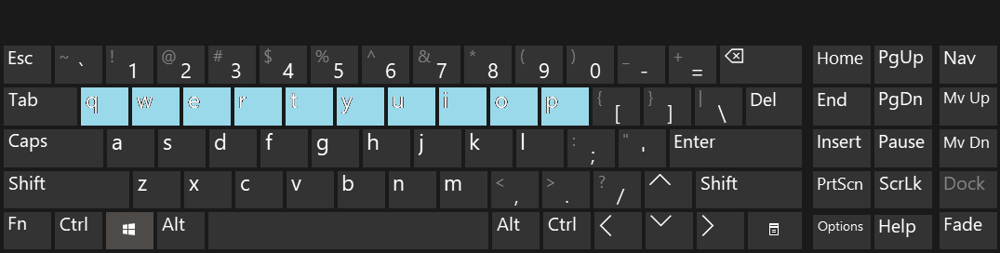 Esc ~ ` ! 1 @ 2 # 3 $ 4 % 5 ^ 6 & 7 * 8 ( 9 ) 0 _ - + = Home PgUp Nav
Tab q w e r t y u i o p { [ } ] | \ Del End PgDn Mv Up
Caps a s d f g h j k l : ; " ' Enter Insert Pause Mv Dn
Shift z x c v b n m < , > . ? / Shift PrtScn ScrLk Dock
Fn Ctrl Alt Alt Ctrl Options Help Fade